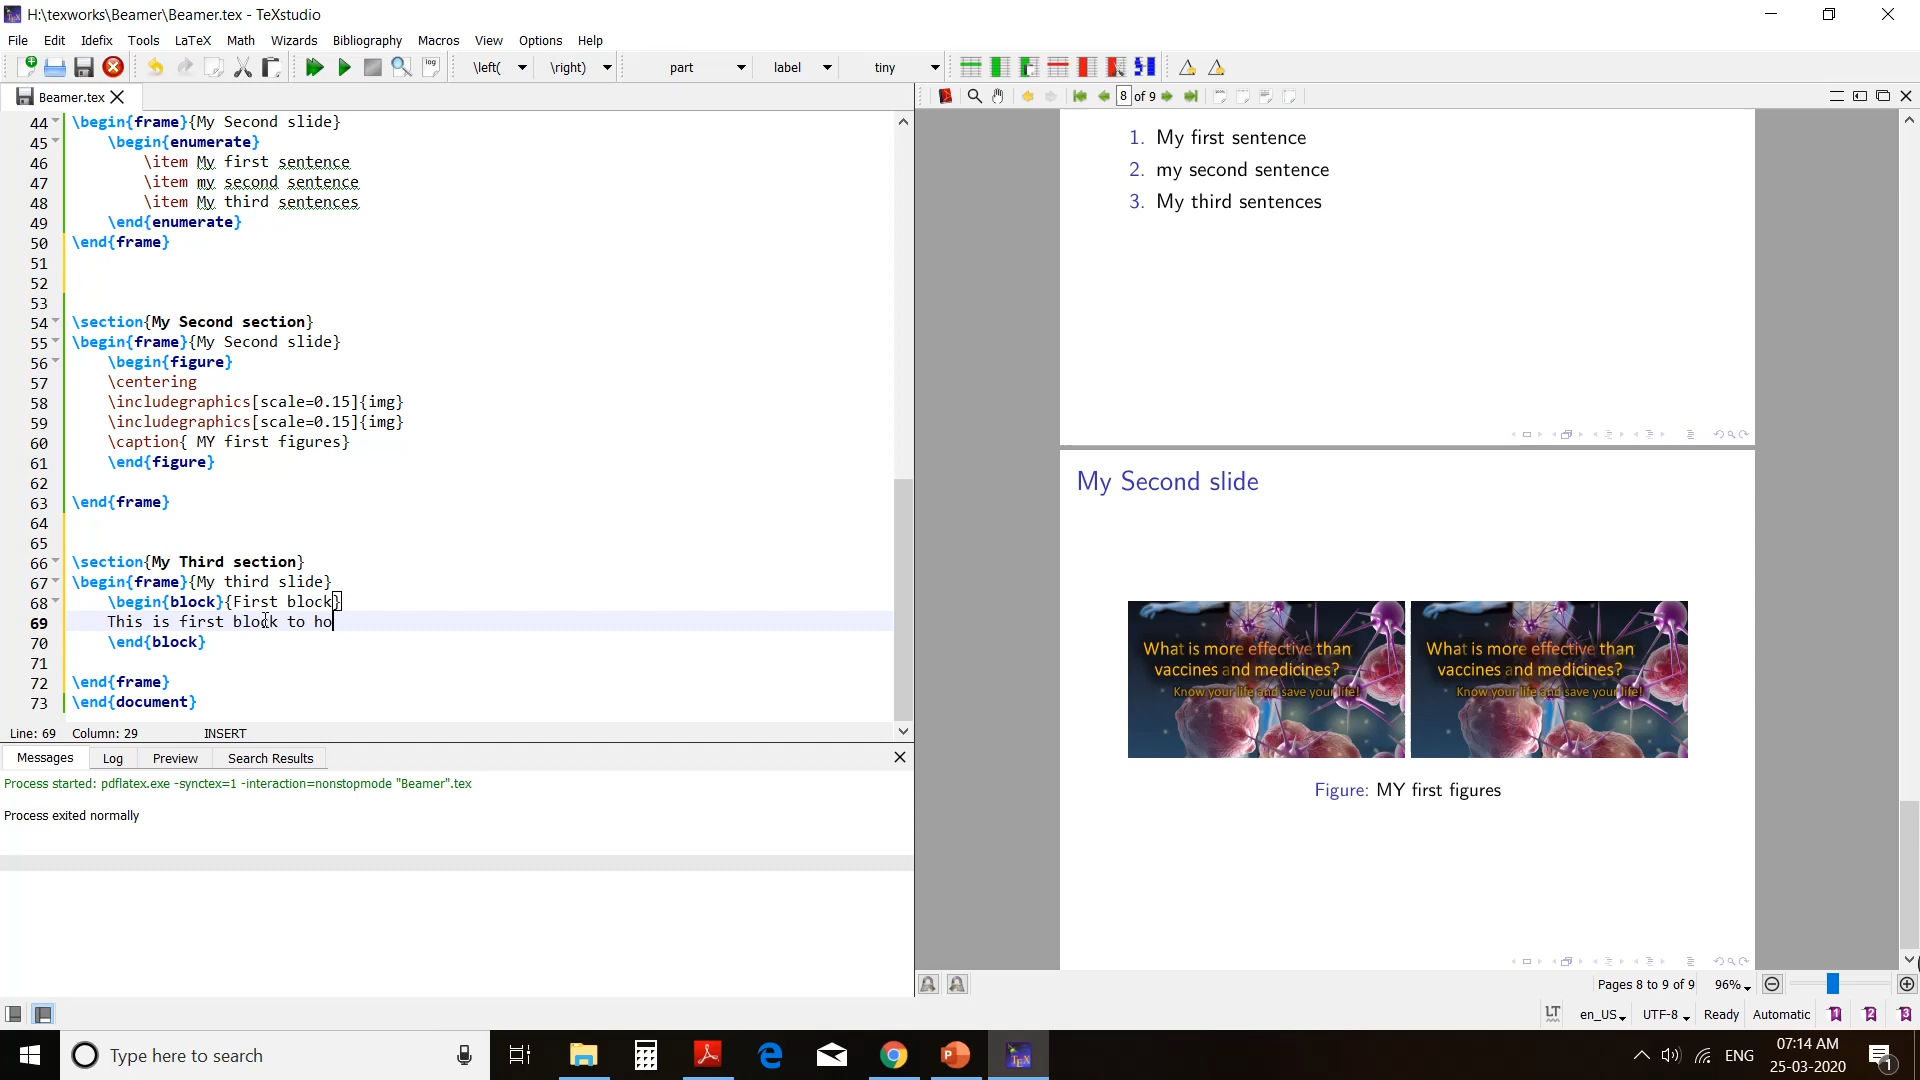 H:\texworks\Beamer\Beamer.tex - TeXstudio
File Edit Idefix Tools LaTeX Math Wizards Bibliography Macros View Options Help
log \left( \right) part label tiny
Beamer.tex
8 of 9
44 \begin{frame}{My Second slide}
45 \begin{enumerate}
46 \item My first sentence
47 \item my second sentence
48 \item My third sentences
49 \end{enumerate}
50 \end{frame}
51
52
53
54 \section{My Second section}
55 \begin{frame}{My Second slide}
56 \begin{figure}
57 \centering
58 \includegraphics[scale=0.15]{img}
59 \includegraphics[scale=0.15]{img}
60 \caption{ MY first figures}
61 \end{figure}
62
63 \end{frame}
64
65
66 \section{My Third section}
67 \begin{frame}{My third slide}
68 \begin{block}{First block}
69 This is first block to ho
70 \end{block}
71
72 \end{frame}
73 \end{document}
Line: 69 Column: 29 INSERT
Messages Log Preview Search Results
Process started: pdflatex.exe -synctex=1 -interaction=nonstopmode "Beamer".tex
Process exited normally
1. My first sentence
2. my second sentence
3. My third sentences
My Second slide
What is more effective than
vaccines and medicines?
Know your life and save your life!
What is more effective than
vaccines and medicines?
Know your life and save your life!
Figure: MY first figures
Pages 8 to 9 of 9 96%
LT en_US UTF-8 Ready Automatic 1 2 3
Type here to search
ENG
07:14 AM
25-03-2020
1